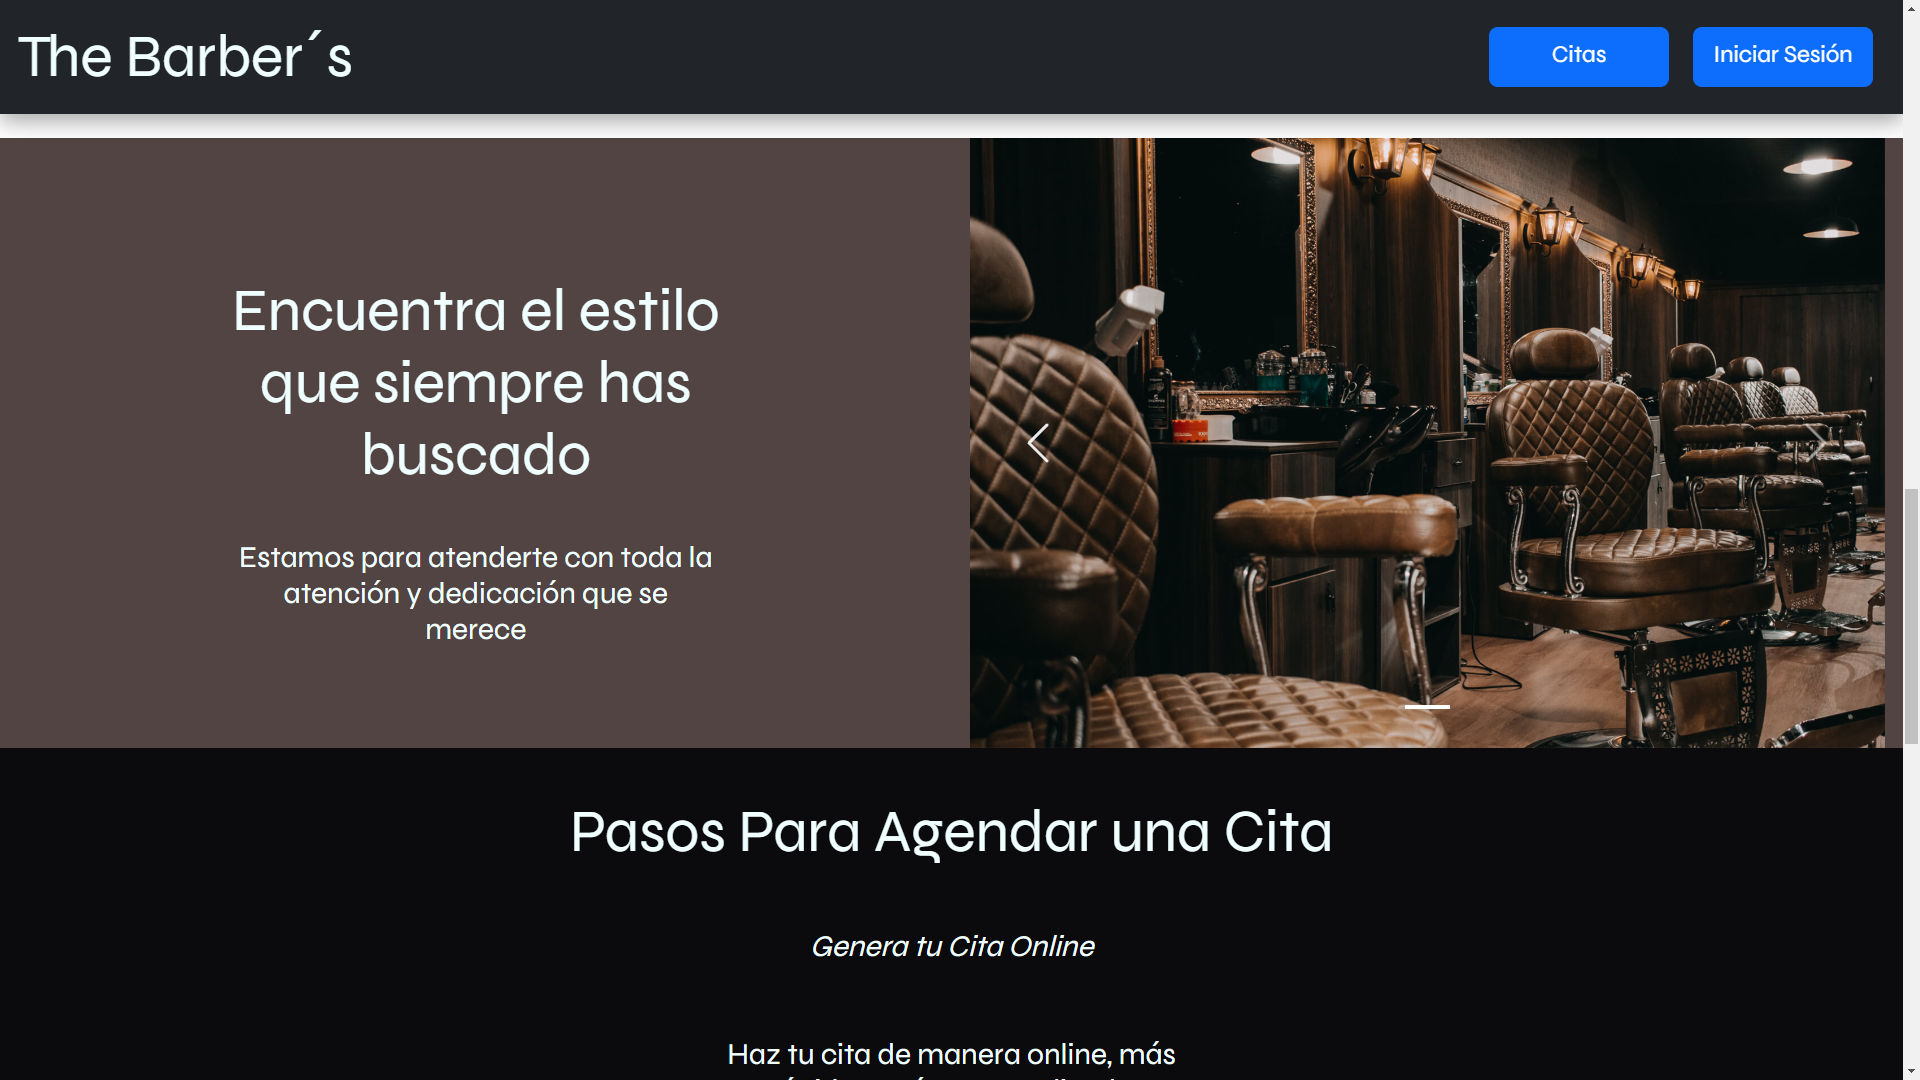 The Barber´s
Citas
Iniciar Sesión
Encuentra el estilo
que siempre has
buscado
Estamos para atenderte con toda la
atención y dedicación que se
merece
Pasos Para Agendar una Cita
Genera tu Cita Online
Haz tu cita de manera online, más